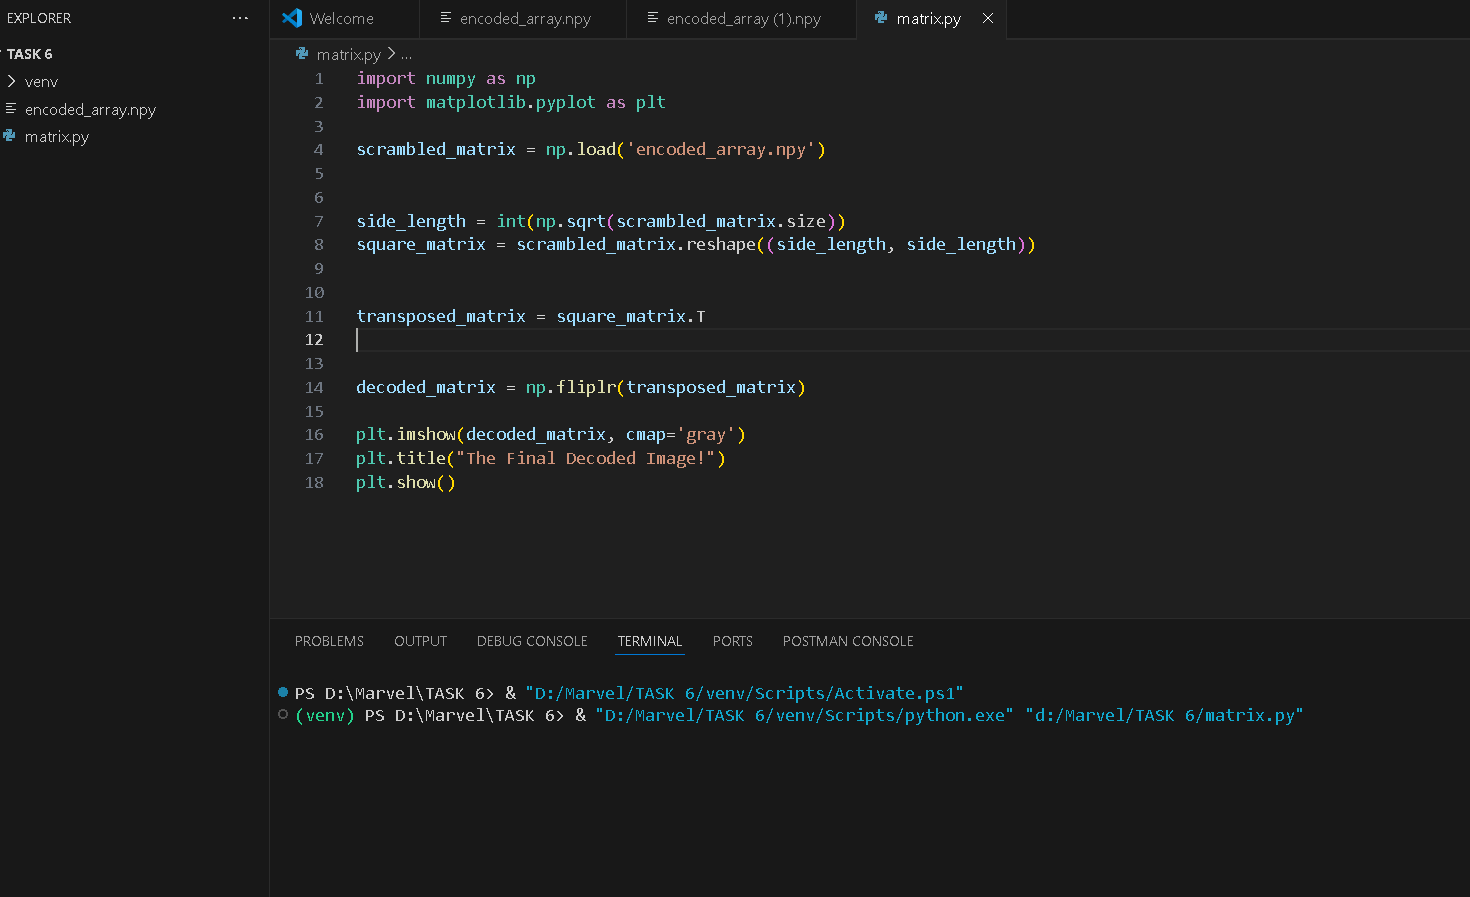 EXPLORER
...
TASK 6
venv
encoded_array.npy
matrix.py
Welcome
encoded_array.npy
encoded_array (1).npy
matrix.py
matrix.py > ...
1 import numpy as np
2 import matplotlib.pyplot as plt
3
4 scrambled_matrix = np.load('encoded_array.npy')
5
6
7 side_length = int(np.sqrt(scrambled_matrix.size))
8 square_matrix = scrambled_matrix.reshape((side_length, side_length))
9
10
11 transposed_matrix = square_matrix.T
12
13
14 decoded_matrix = np.fliplr(transposed_matrix)
15
16 plt.imshow(decoded_matrix, cmap='gray')
17 plt.title("The Final Decoded Image!")
18 plt.show()
PROBLEMS OUTPUT DEBUG CONSOLE TERMINAL PORTS POSTMAN CONSOLE
PS D:\Marvel\TASK 6> & "D:/Marvel/TASK 6/venv/Scripts/Activate.ps1"
(venv) PS D:\Marvel\TASK 6> & "D:/Marvel/TASK 6/venv/Scripts/python.exe" "d:/Marvel/TASK 6/matrix.py"